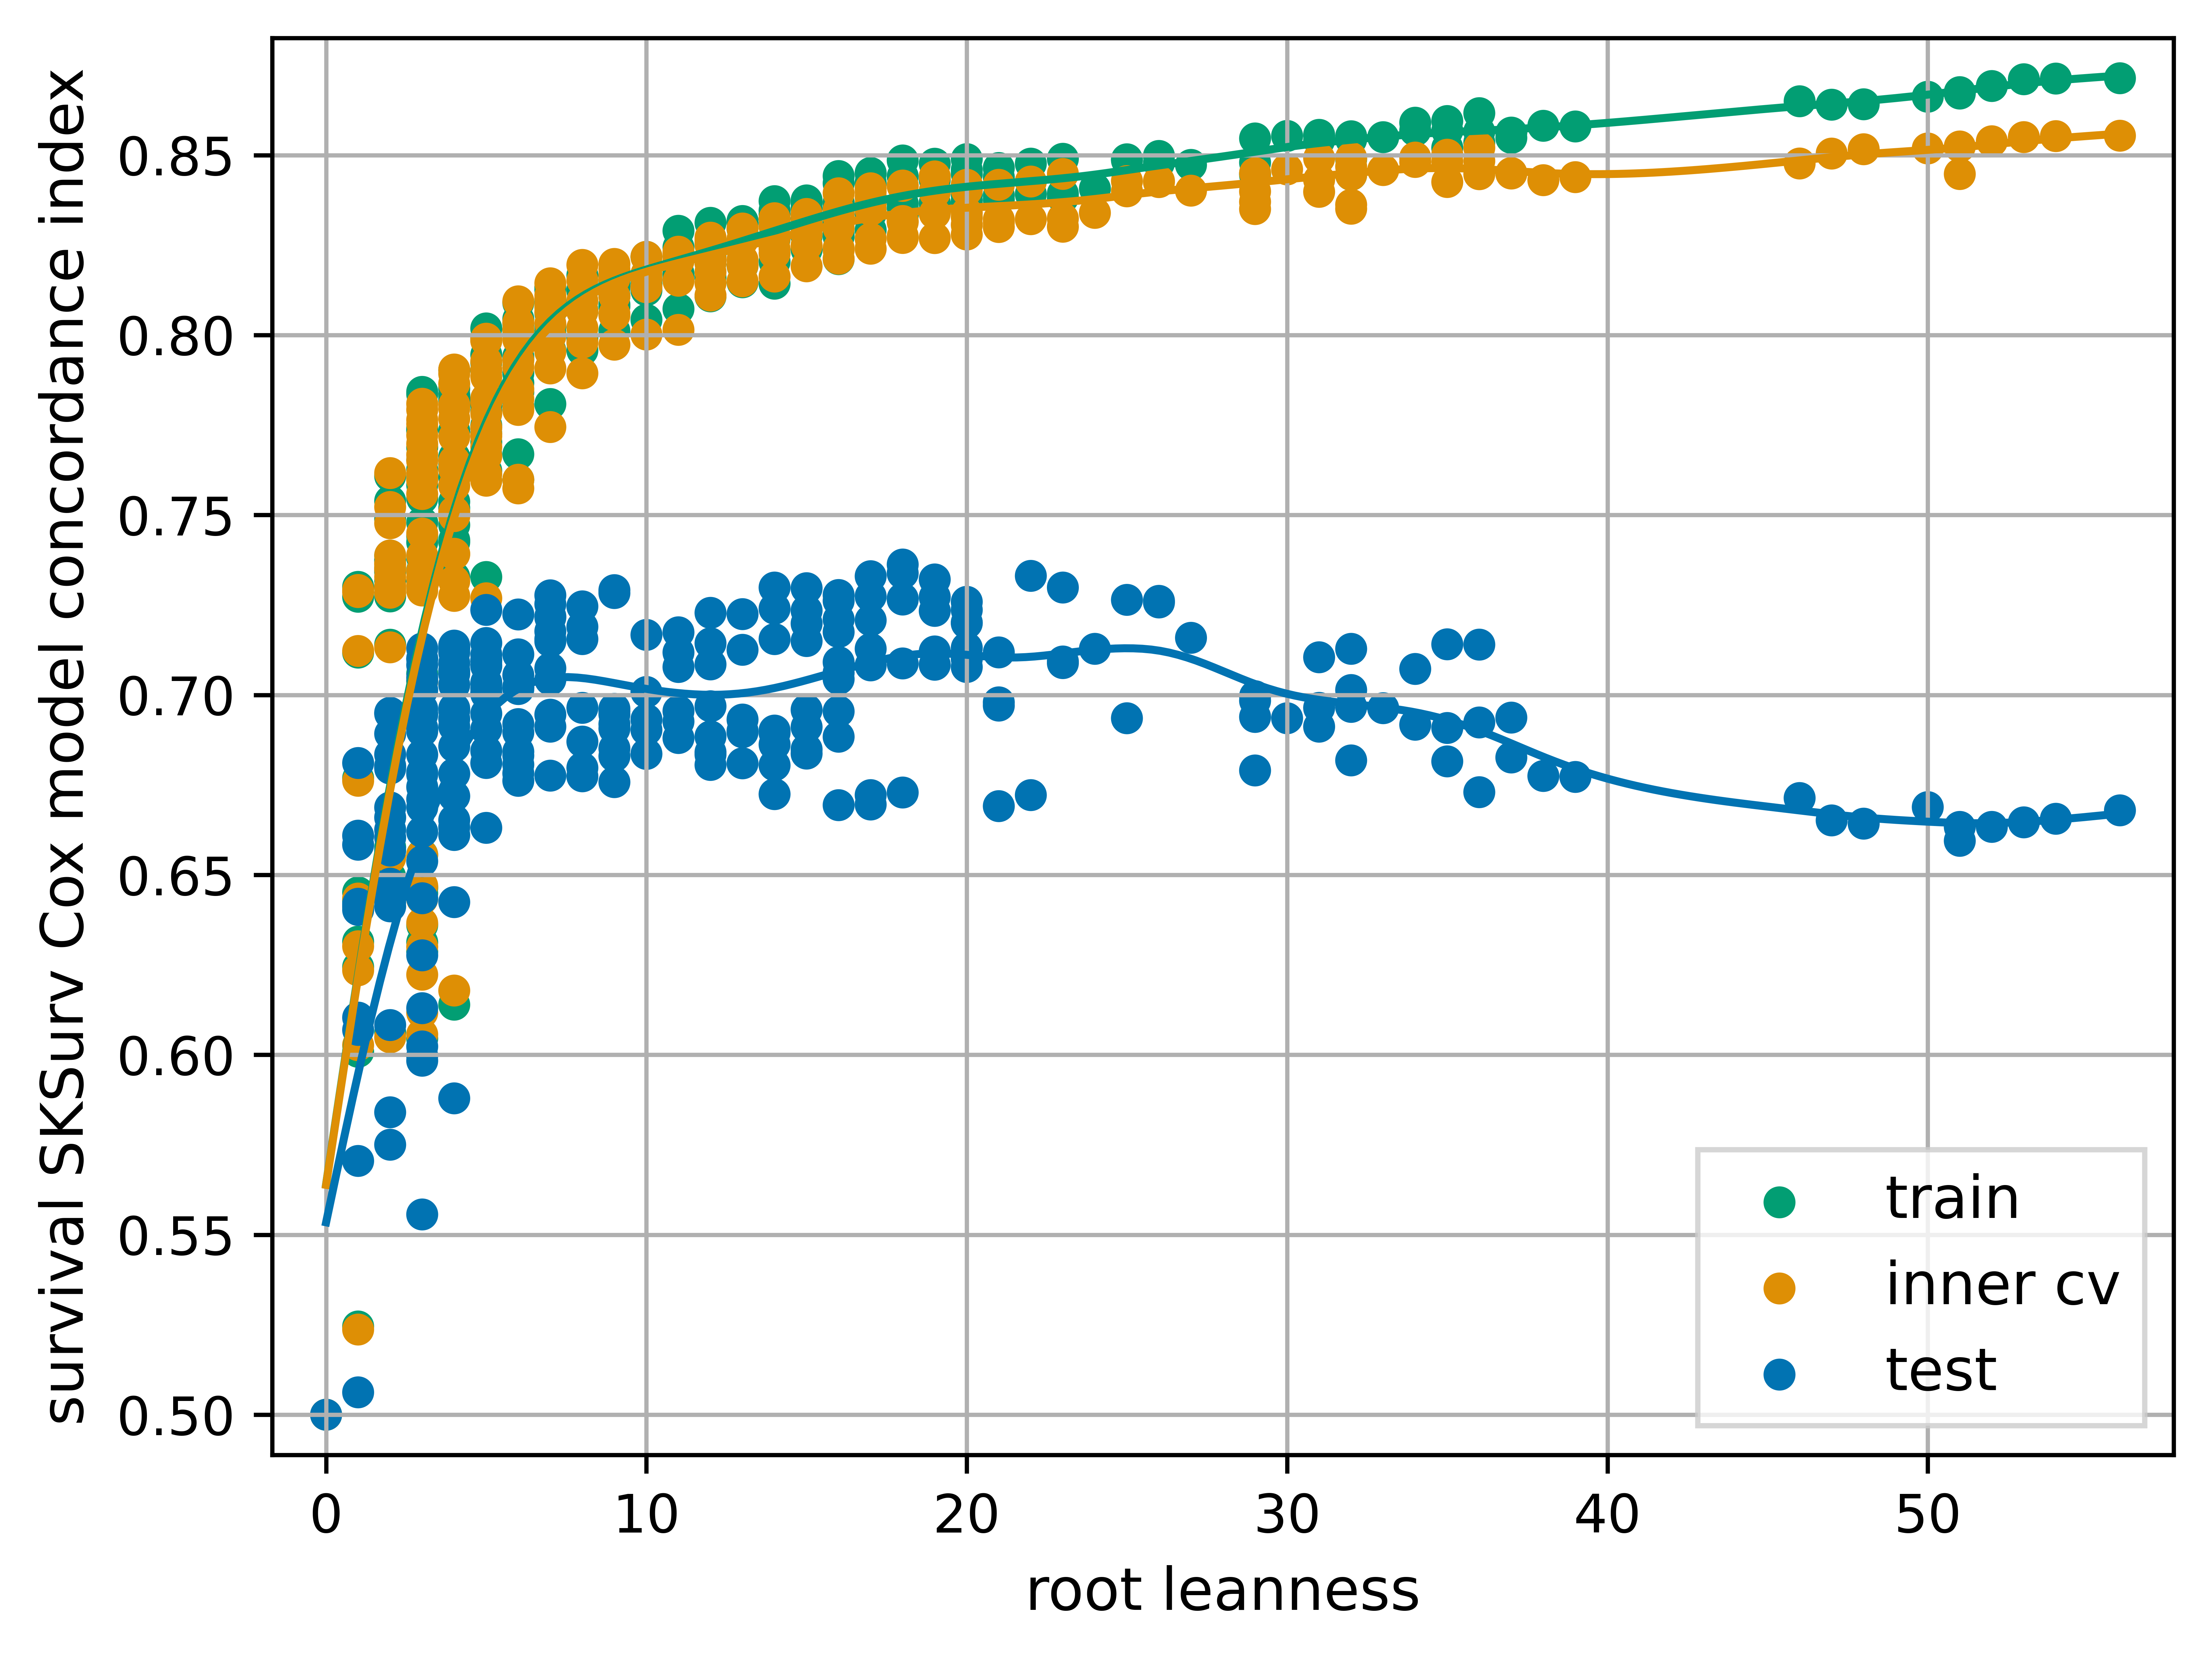 survival SKSurv Cox model concordance index
0.85
0.80
0.75
0.70
0.65
0.60
0.55
0.50
train
inner cv
test
0 10 20 30 40 50
root leanness